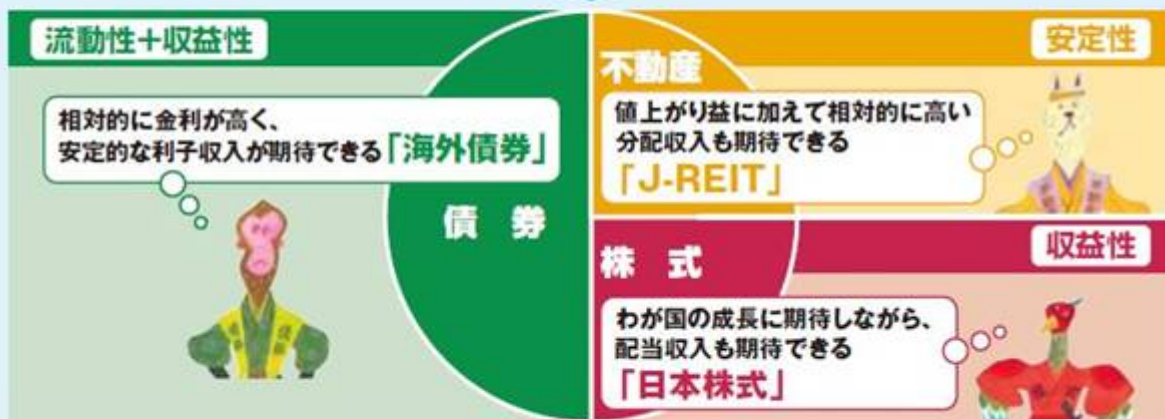 流動性+収益性
相対的に金利が高く、
安定的な利子収入が期待できる「海外債券」
債 券
不動産
安定性
値上がり益に加えて相対的に高い
分配収入も期待できる
「J-REIT」
株 式
収益性
わが国の成長に期待しながら、
配当収入も期待できる
「日本株式」